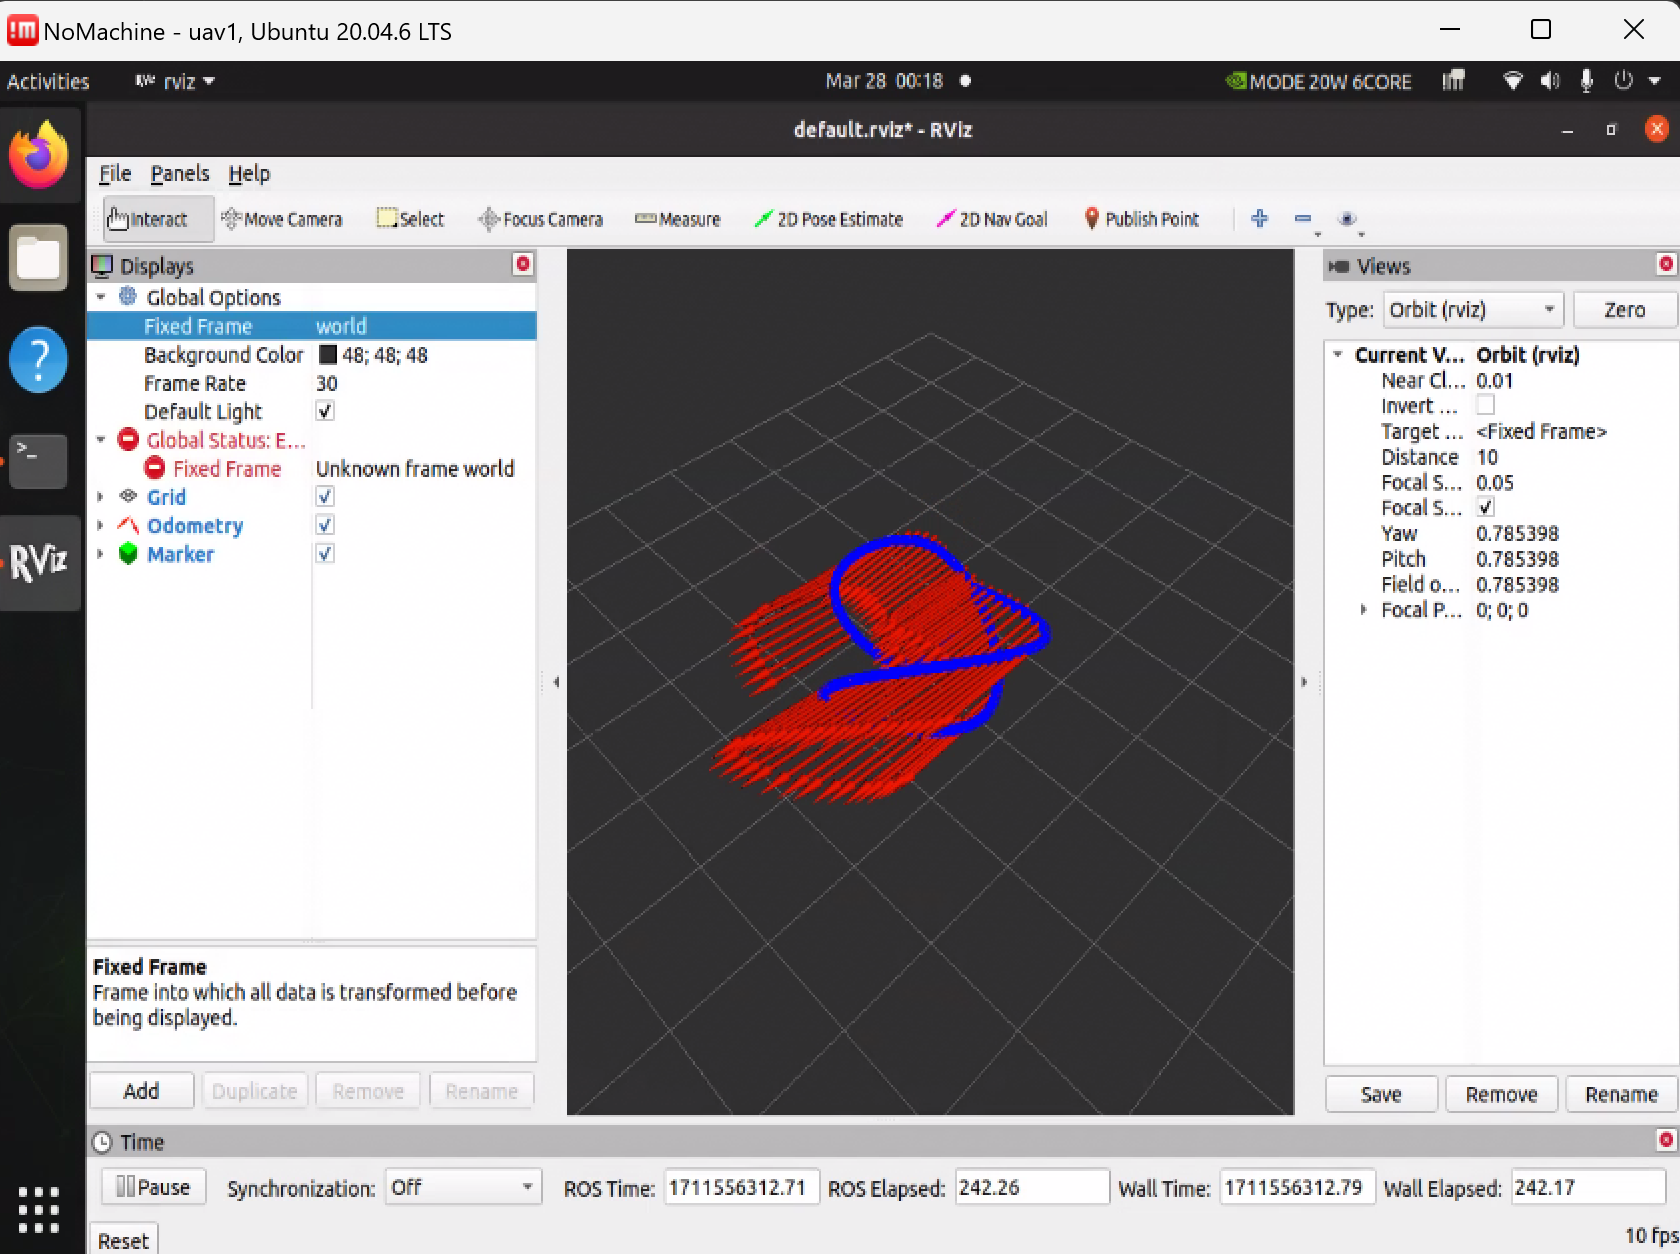 NoMachine - uav1, Ubuntu 20.04.6 LTS
Activities RViz rviz Mar 28 00:18 MODE 20W 6CORE
default.rviz* - RViz
File Panels Help
Interact Move Camera Select Focus Camera Measure 2D Pose Estimate 2D Nav Goal Publish Point
Displays
Global Options
Fixed Frame world
Background Color 48; 48; 48
Frame Rate 30
Default Light
Global Status: E...
Fixed Frame Unknown frame world
Grid
Odometry
Marker
Fixed Frame
Frame into which all data is transformed before
being displayed.
Add Duplicate Remove Rename
Views
Type: Orbit (rviz) Zero
Current V... Orbit (rviz)
Near Cl... 0.01
Invert ...
Target ... <Fixed Frame>
Distance 10
Focal S... 0.05
Focal S...
Yaw 0.785398
Pitch 0.785398
Field o... 0.785398
Focal P... 0; 0; 0
Save Remove Rename
Time
Pause Synchronization: Off ROS Time: 1711556312.71 ROS Elapsed: 242.26 Wall Time: 1711556312.79 Wall Elapsed: 242.17
Reset 10 fps
RViz